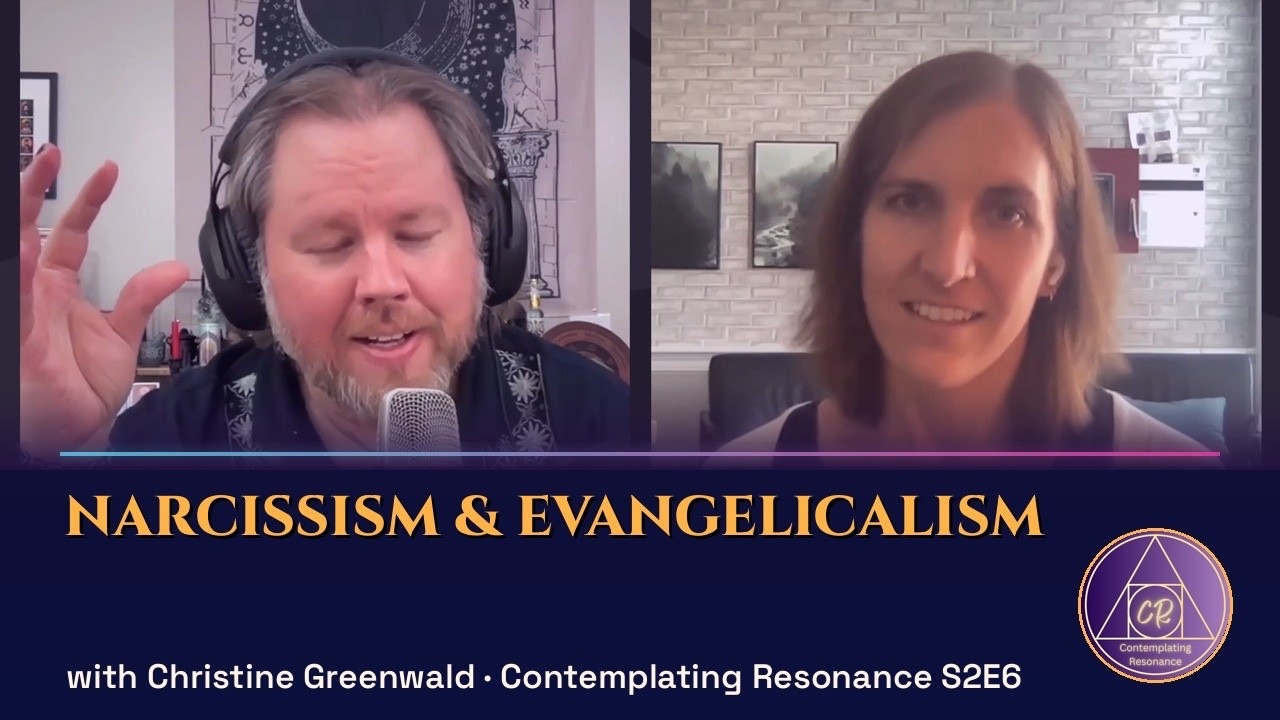 NARCISSISM & EVANGELICALISM
with Christine Greenwald · Contemplating Resonance S2E6
CR
Contemplating
Resonance